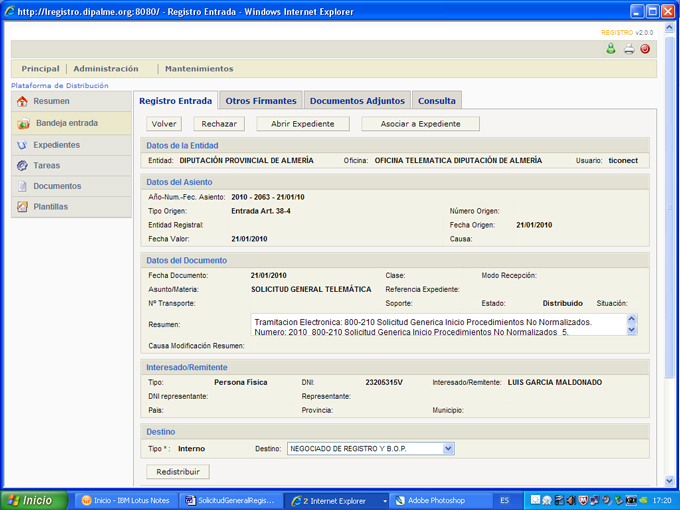 http://lregistro.dipalme.org:8080/ - Registro Entrada - Windows Internet Explorer
REGISTRO v2.0.0
Principal Administración Mantenimientos
Plataforma de Distribución
Resumen
Bandeja entrada
Expedientes
Tareas
Documentos
Plantillas
Registro Entrada Otros Firmantes Documentos Adjuntos Consulta
Volver Rechazar Abrir Expediente Asociar a Expediente
Datos de la Entidad
Entidad: DIPUTACIÓN PROVINCIAL DE ALMERÍA Oficina: OFICINA TELEMATICA DIPUTACIÓN DE ALMERÍA Usuario: ticonect
Datos del Asiento
Año-Num.-Fec. Asiento: 2010 - 2063 - 21/01/10
Tipo Origen: Entrada Art. 38-4 Número Origen:
Entidad Registral: Fecha Origen: 21/01/2010
Fecha Valor: 21/01/2010 Causa:
Datos del Documento
Fecha Documento: 21/01/2010 Clase: Modo Recepción:
Asunto/Materia: SOLICITUD GENERAL TELEMÁTICA Referencia Expediente:
Nº Transporte: Soporte: Estado: Distribuido Situación:
Resumen: Tramitacion Electronica: 800-210 Solicitud Generica Inicio Procedimientos No Normalizados.
Numero: 2010 800-210 Solicitud Generica Inicio Procedimientos No Normalizados 5.
Causa Modificación Resumen:
Interesado/Remitente
Tipo: Persona Física DNI: 23205315V Interesado/Remitente: LUIS GARCIA MALDONADO
DNI representante: Representante:
Pais: Provincia: Municipio:
Destino
Tipo * : Interno Destino: NEGOCIADO DE REGISTRO Y B.O.P.
Redistribuir
Inicio Inicio - IBM Lotus Notes SolicitudGeneralRegis... 2 Internet Explorer Adobe Photoshop ES 17:20